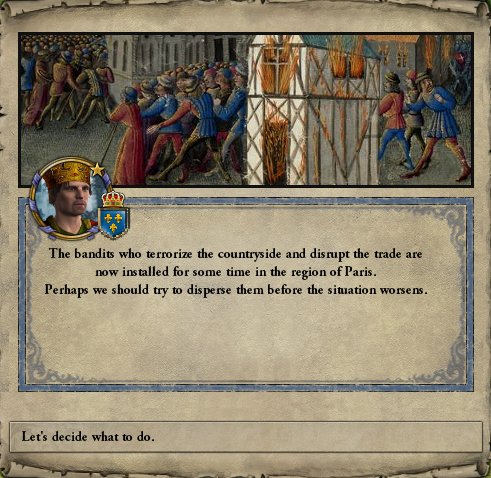 The bandits who terrorize the countryside and disrupt the trade are
now installed for some time in the region of Paris.
Perhaps we should try to disperse them before the situation worsens.
Let's decide what to do.